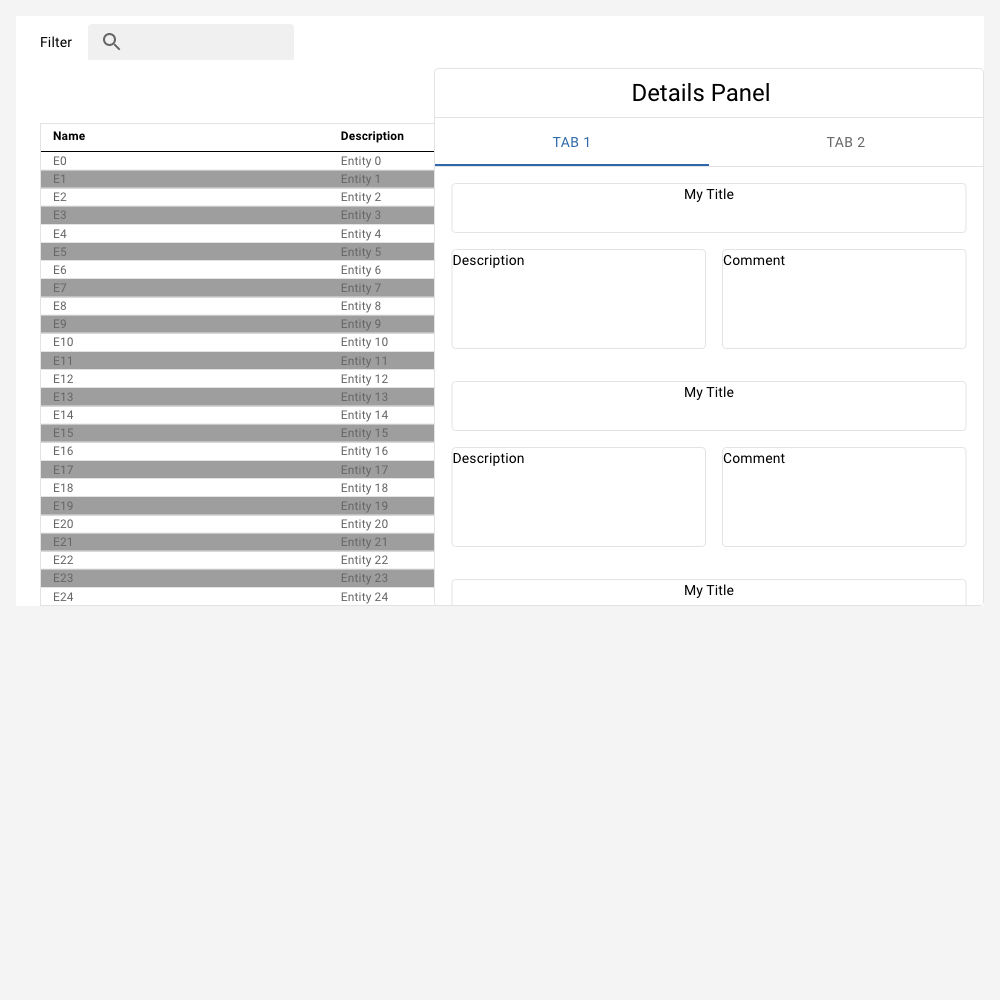 Filter
Name Description
E0 Entity 0
E1 Entity 1
E2 Entity 2
E3 Entity 3
E4 Entity 4
E5 Entity 5
E6 Entity 6
E7 Entity 7
E8 Entity 8
E9 Entity 9
E10 Entity 10
E11 Entity 11
E12 Entity 12
E13 Entity 13
E14 Entity 14
E15 Entity 15
E16 Entity 16
E17 Entity 17
E18 Entity 18
E19 Entity 19
E20 Entity 20
E21 Entity 21
E22 Entity 22
E23 Entity 23
E24 Entity 24
Details Panel
TAB 1 TAB 2
My Title
Description Comment
My Title
Description Comment
My Title